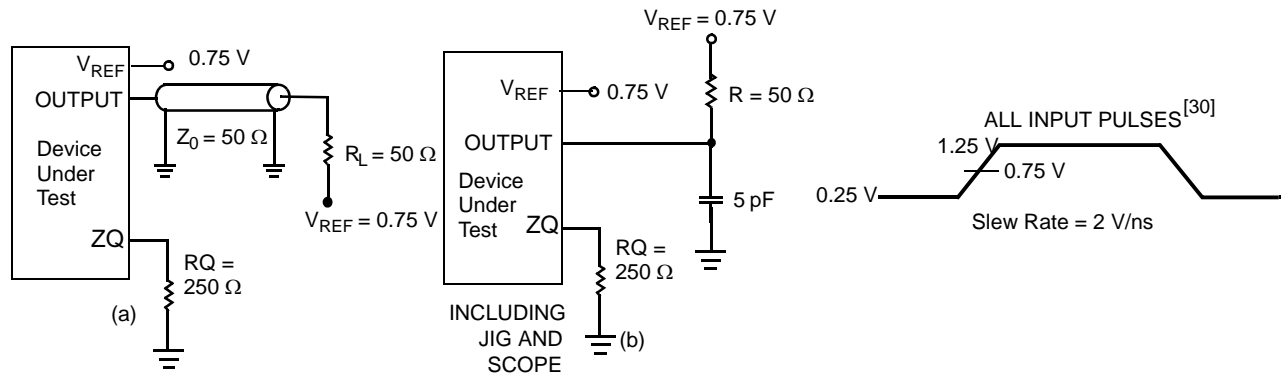 V_REF
0.75 V
OUTPUT
Z_0 = 50 Ω
Device
Under
Test
R_L = 50 Ω
V_REF = 0.75 V
ZQ
RQ =
250 Ω
(a)
V_REF = 0.75 V
V_REF
0.75 V
R = 50 Ω
OUTPUT
Device
Under
Test
5 pF
ZQ
RQ =
250 Ω
INCLUDING
JIG AND
SCOPE
(b)
ALL INPUT PULSES[30]
1.25 V
0.75 V
0.25 V
Slew Rate = 2 V/ns